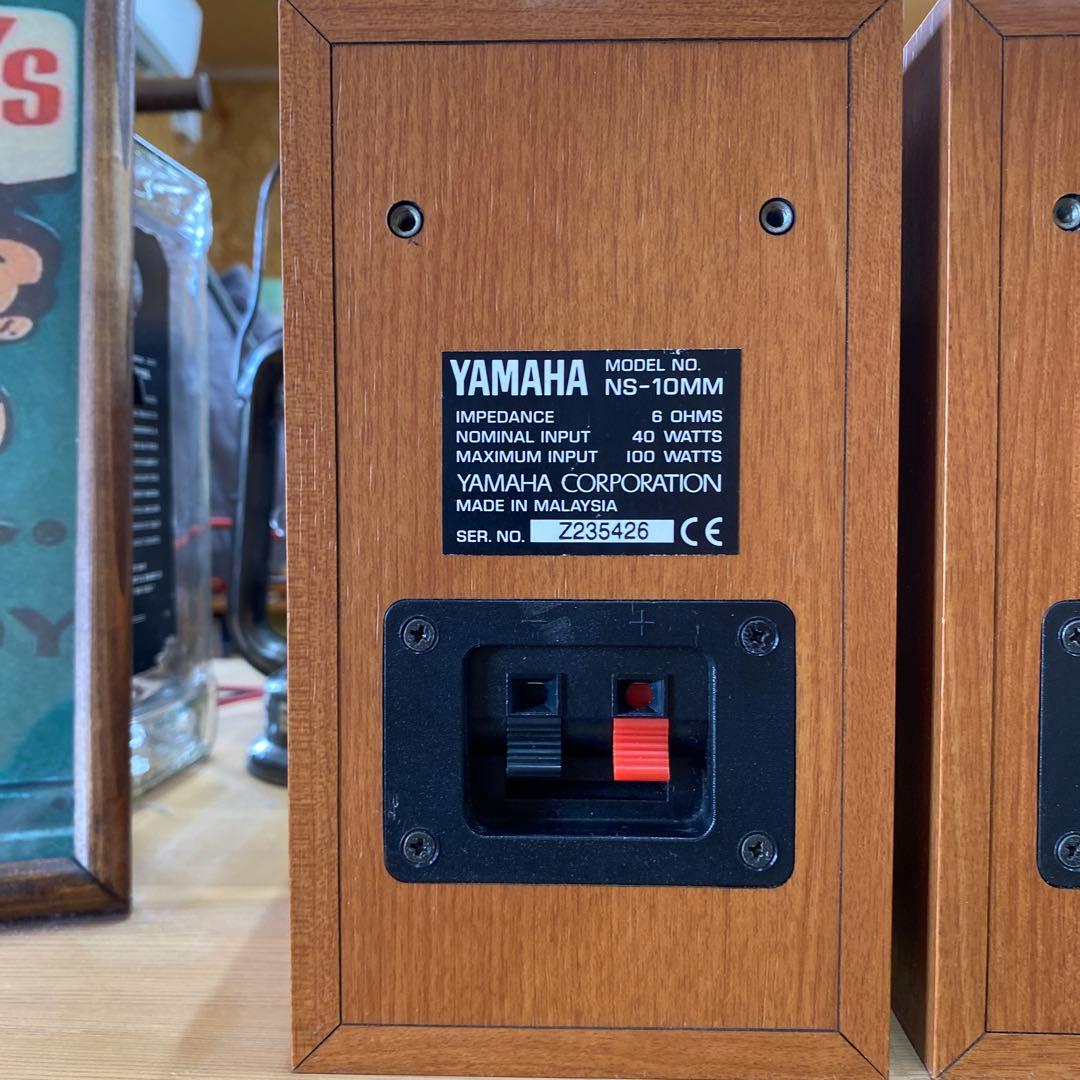 's
YAMAHA MODEL NO. NS-10MM
IMPEDANCE 6 OHMS
NOMINAL INPUT 40 WATTS
MAXIMUM INPUT 100 WATTS
YAMAHA CORPORATION
MADE IN MALAYSIA
SER. NO. Z235426 CE
− +